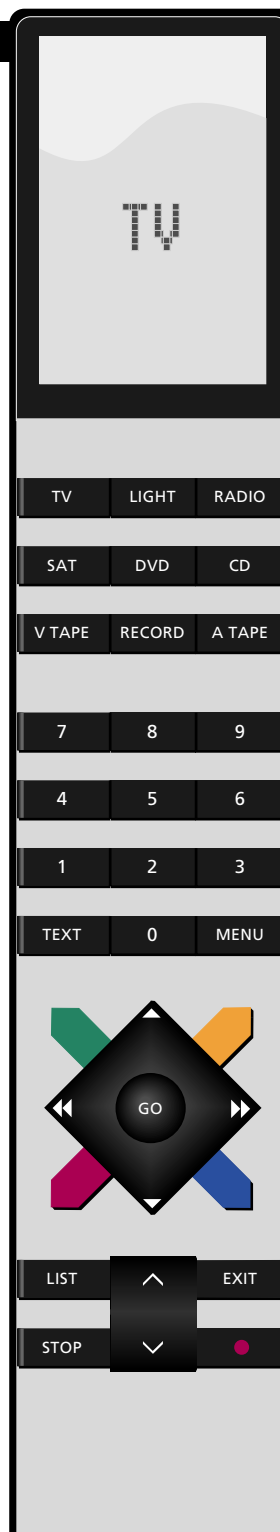 TV
TV LIGHT RADIO
SAT DVD CD
V TAPE RECORD A TAPE
7 8 9
4 5 6
1 2 3
TEXT 0 MENU
GO
LIST EXIT
STOP